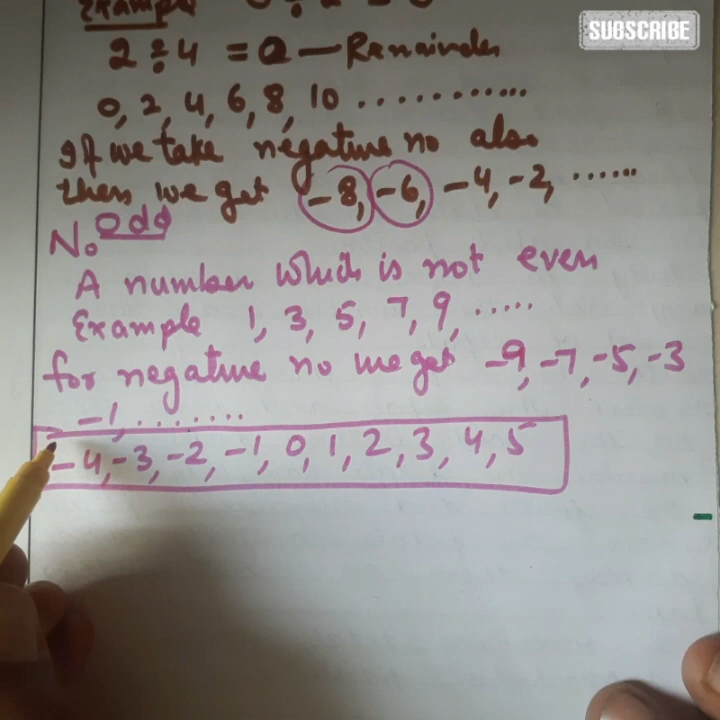 Example
SUBSCRIBE
2 ÷ 4 = 0 — Remainder
0, 2, 4, 6, 8, 10 ...........
If we take negative no also
then we get -8, -6, -4, -2, ......
Odd
No
A number which is not even
Example 1, 3, 5, 7, 9, .....
for negative no we get -9, -7, -5, -3
-1, .......
-4, -3, -2, -1, 0, 1, 2, 3, 4, 5